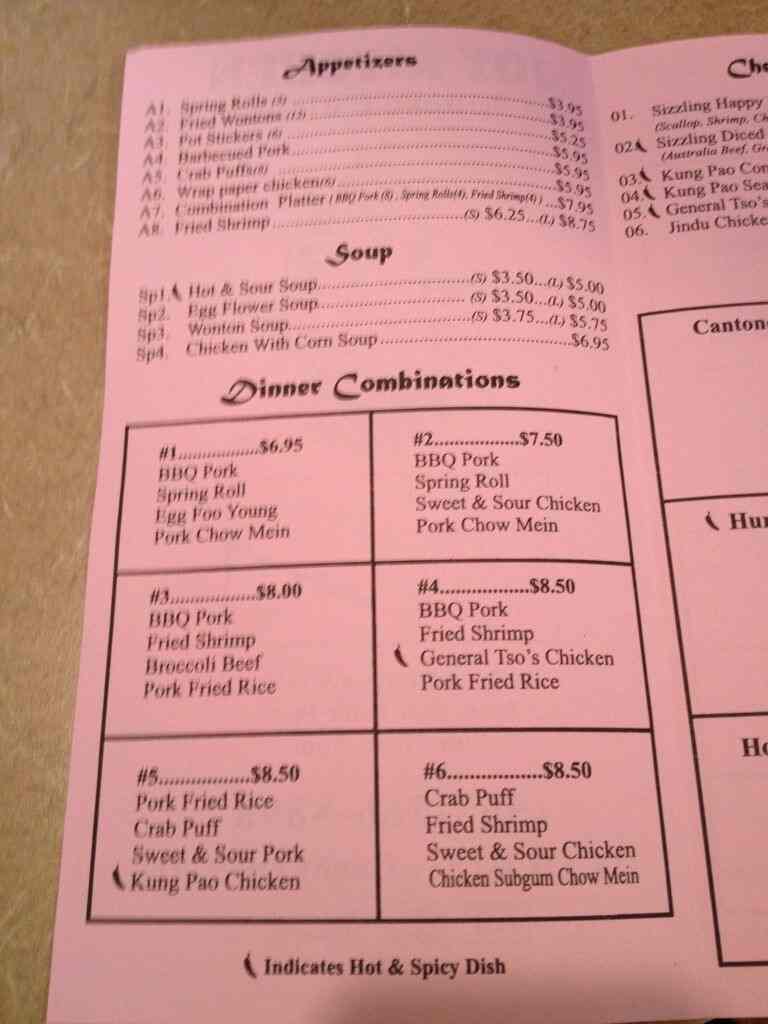 Appetizers
A1. Spring Rolls (3) ........ $3.95
A2. Fried Wontons (15) ........ $3.95
A3. Pot Stickers (6) ........ $5.25
A4. Barbecued Pork ........ $5.95
A5. Crab Puffs(8) ........ $5.95
A6. Wrap paper chicken(6) ........ $5.95
A7. Combination Platter ( BBQ Pork (8) , Spring Rolls(4), Fried Shrimp(4) ) ...$7.95
A8. Fried Shrimp ........ (S) $6.25...(L) $8.75
Soup
Sp1. Hot & Sour Soup ........ (S) $3.50...(L) $5.00
Sp2. Egg Flower Soup ........ (S) $3.50...(L) $5.00
Sp3. Wonton Soup ........ (S) $3.75...(L) $5.75
Sp4. Chicken With Corn Soup ........ $6.95
Dinner Combinations
#1................$6.95
BBQ Pork
Spring Roll
Egg Foo Young
Pork Chow Mein
#2.................$7.50
BBQ Pork
Spring Roll
Sweet & Sour Chicken
Pork Chow Mein
#3.................$8.00
BBQ Pork
Fried Shrimp
Broccoli Beef
Pork Fried Rice
#4.................$8.50
BBQ Pork
Fried Shrimp
General Tso's Chicken
Pork Fried Rice
#5.................$8.50
Pork Fried Rice
Crab Puff
Sweet & Sour Pork
Kung Pao Chicken
#6.................$8.50
Crab Puff
Fried Shrimp
Sweet & Sour Chicken
Chicken Subgum Chow Mein
Indicates Hot & Spicy Dish
Che
01. Sizzling Happy
(Scallop, Shrimp, Ch
02. Sizzling Diced
(Australia Beef, Gr
03. Kung Pao Com
04. Kung Pao Sea
05. General Tso's
06. Jindu Chicke
Canton
Hun
Ho